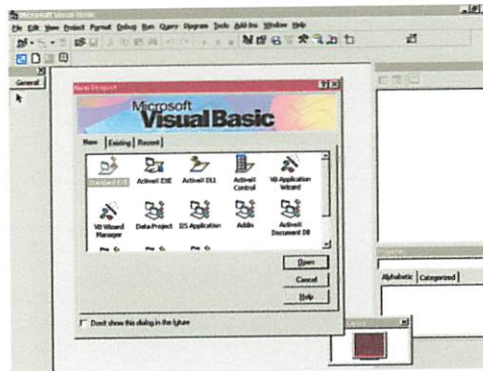 Microsoft Visual Basic
File Edit View Project Format Debug Run Query Diagram Tools Add-Ins Window Help
General
New Project
Microsoft
Visual Basic
New Existing Recent
Standard EXE ActiveX EXE ActiveX DLL ActiveX Control VB Application Wizard
VB Wizard Manager Data Project IIS Application Addin ActiveX Document DLL
Open
Cancel
Help
Don't show this dialog in the future
Alphabetic Categorized